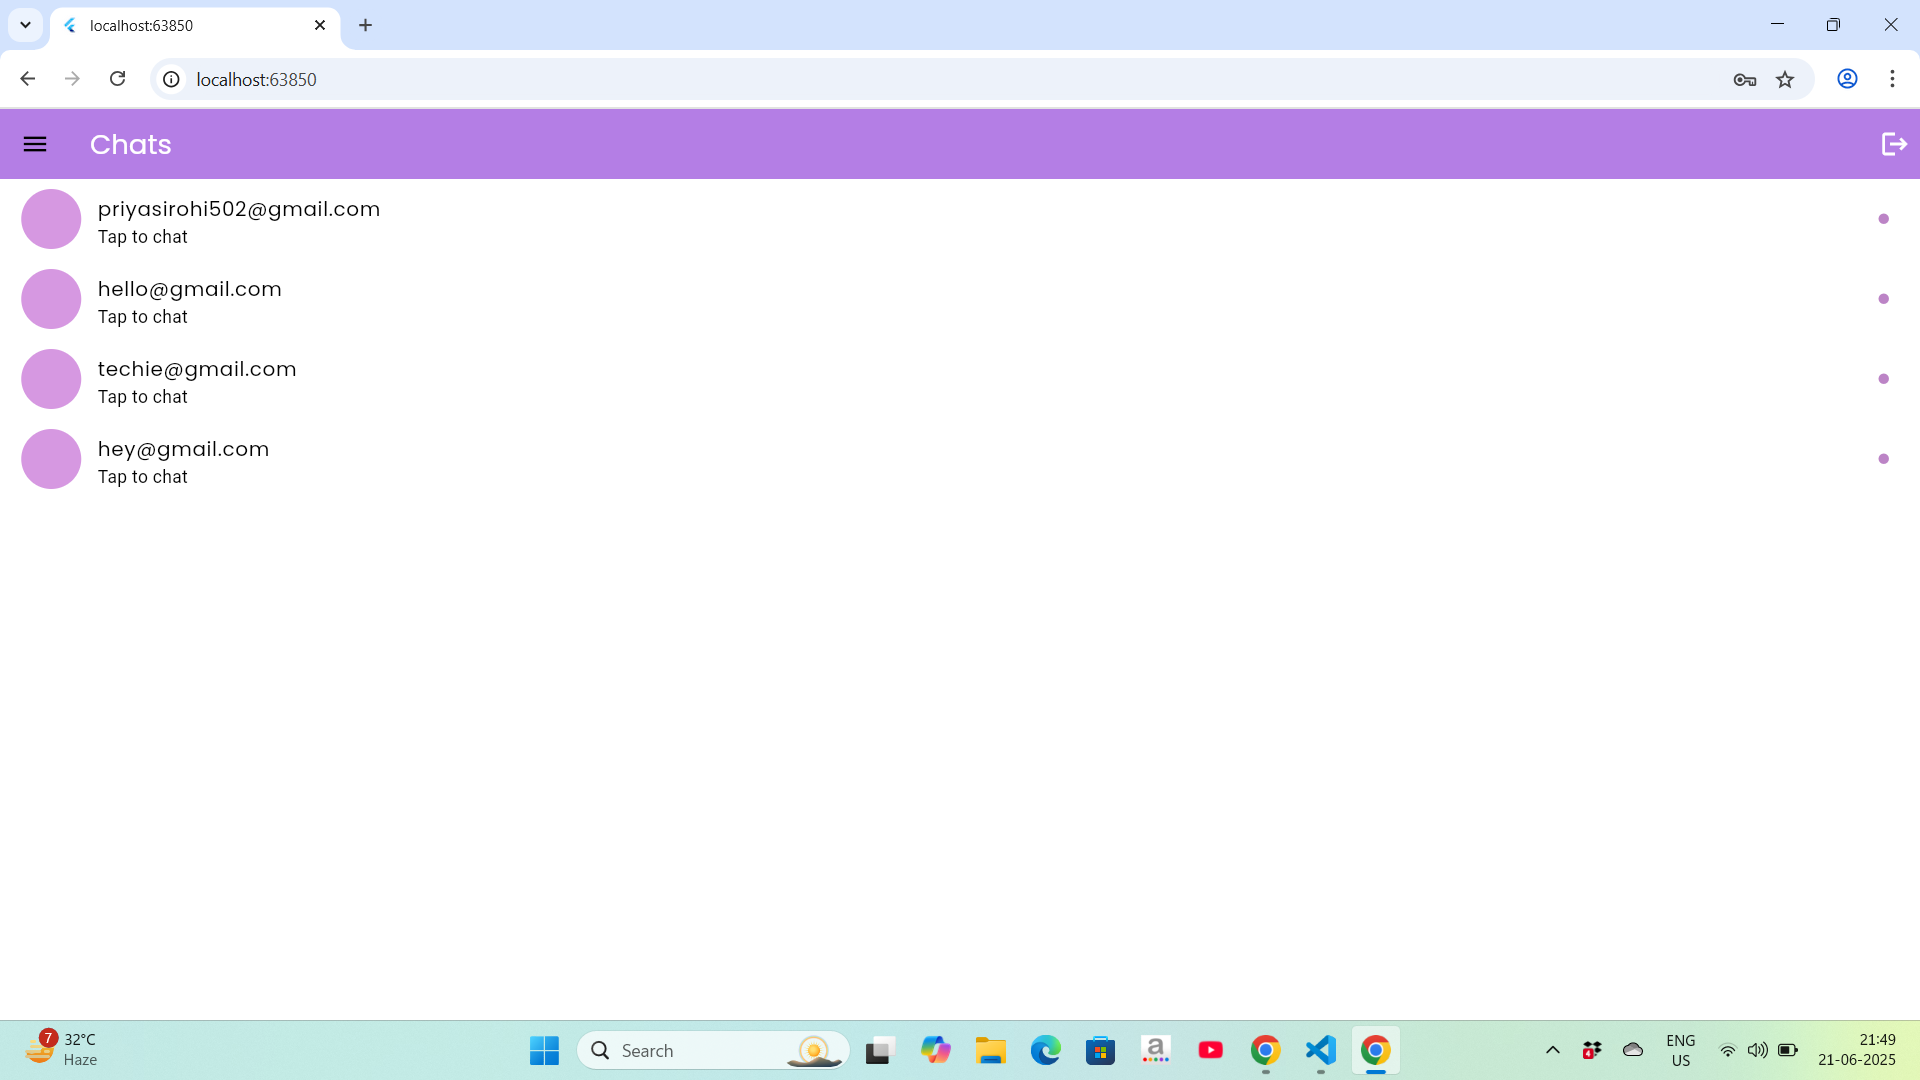 localhost:63850
localhost:63850
Chats
priyasirohi502@gmail.com
Tap to chat
hello@gmail.com
Tap to chat
techie@gmail.com
Tap to chat
hey@gmail.com
Tap to chat
7
32°C
Haze
Search
a
4
ENG
US
21:49
21-06-2025